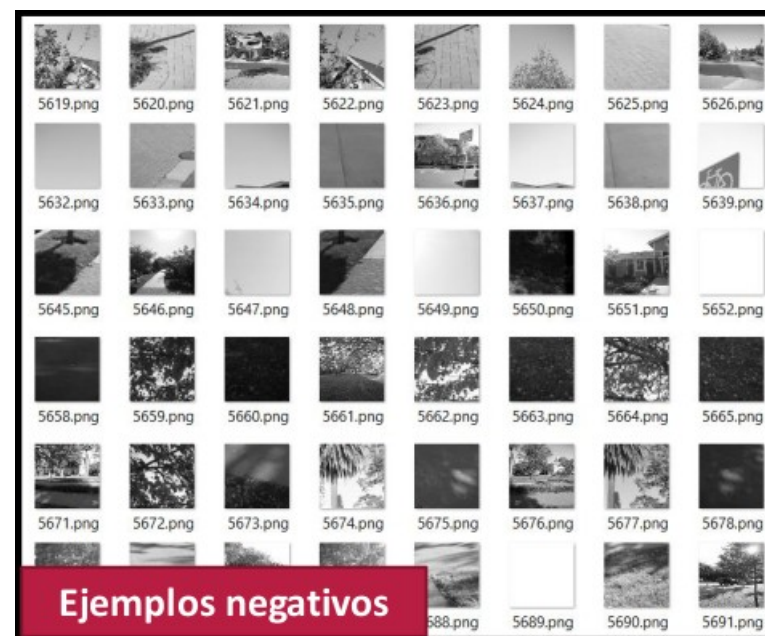 5619.png 5620.png 5621.png 5622.png 5623.png 5624.png 5625.png 5626.png
5632.png 5633.png 5634.png 5635.png 5636.png 5637.png 5638.png 5639.png
5645.png 5646.png 5647.png 5648.png 5649.png 5650.png 5651.png 5652.png
5658.png 5659.png 5660.png 5661.png 5662.png 5663.png 5664.png 5665.png
5671.png 5672.png 5673.png 5674.png 5675.png 5676.png 5677.png 5678.png
Ejemplos negativos
688.png 5689.png 5690.png 5691.png